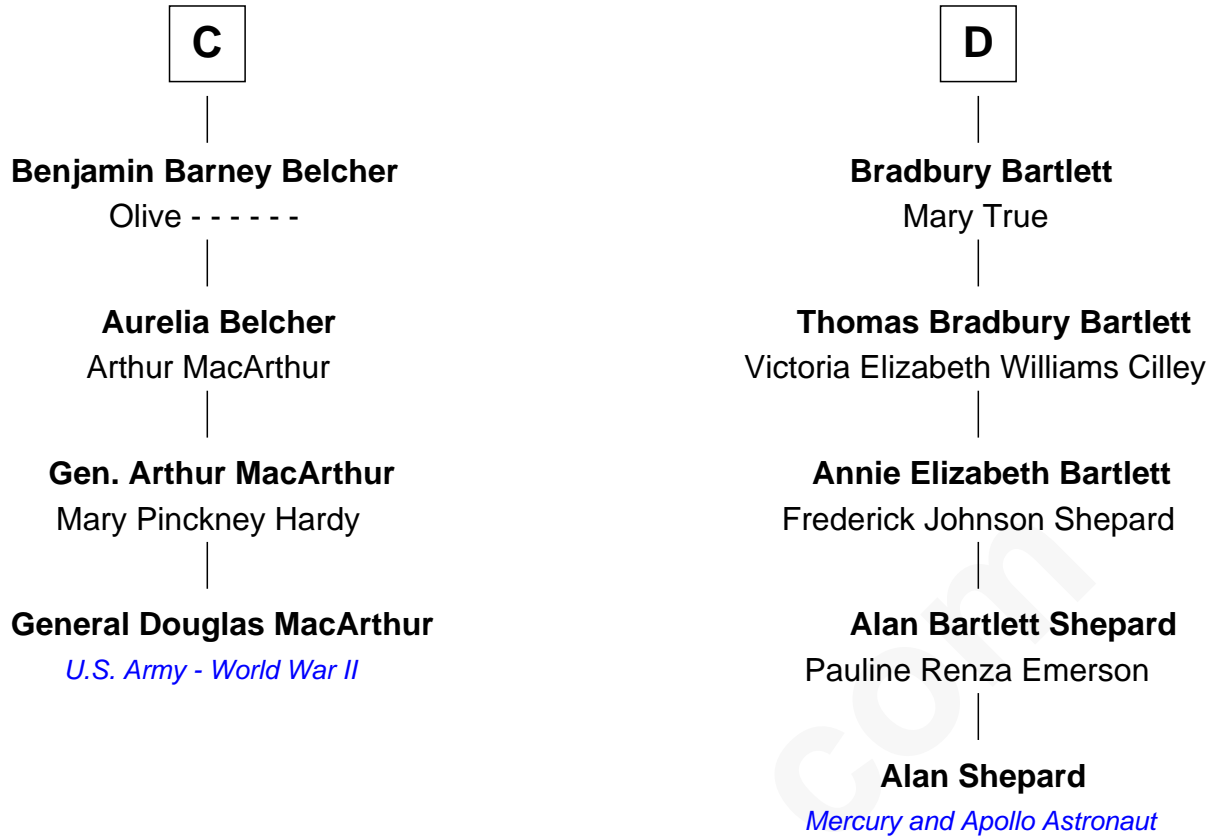 C
Benjamin Barney Belcher
Olive - - - - - -
Aurelia Belcher
Arthur MacArthur
Gen. Arthur MacArthur
Mary Pinckney Hardy
General Douglas MacArthur
U.S. Army - World War II
D
Bradbury Bartlett
Mary True
Thomas Bradbury Bartlett
Victoria Elizabeth Williams Cilley
Annie Elizabeth Bartlett
Frederick Johnson Shepard
Alan Bartlett Shepard
Pauline Renza Emerson
Alan Shepard
Mercury and Apollo Astronaut
com